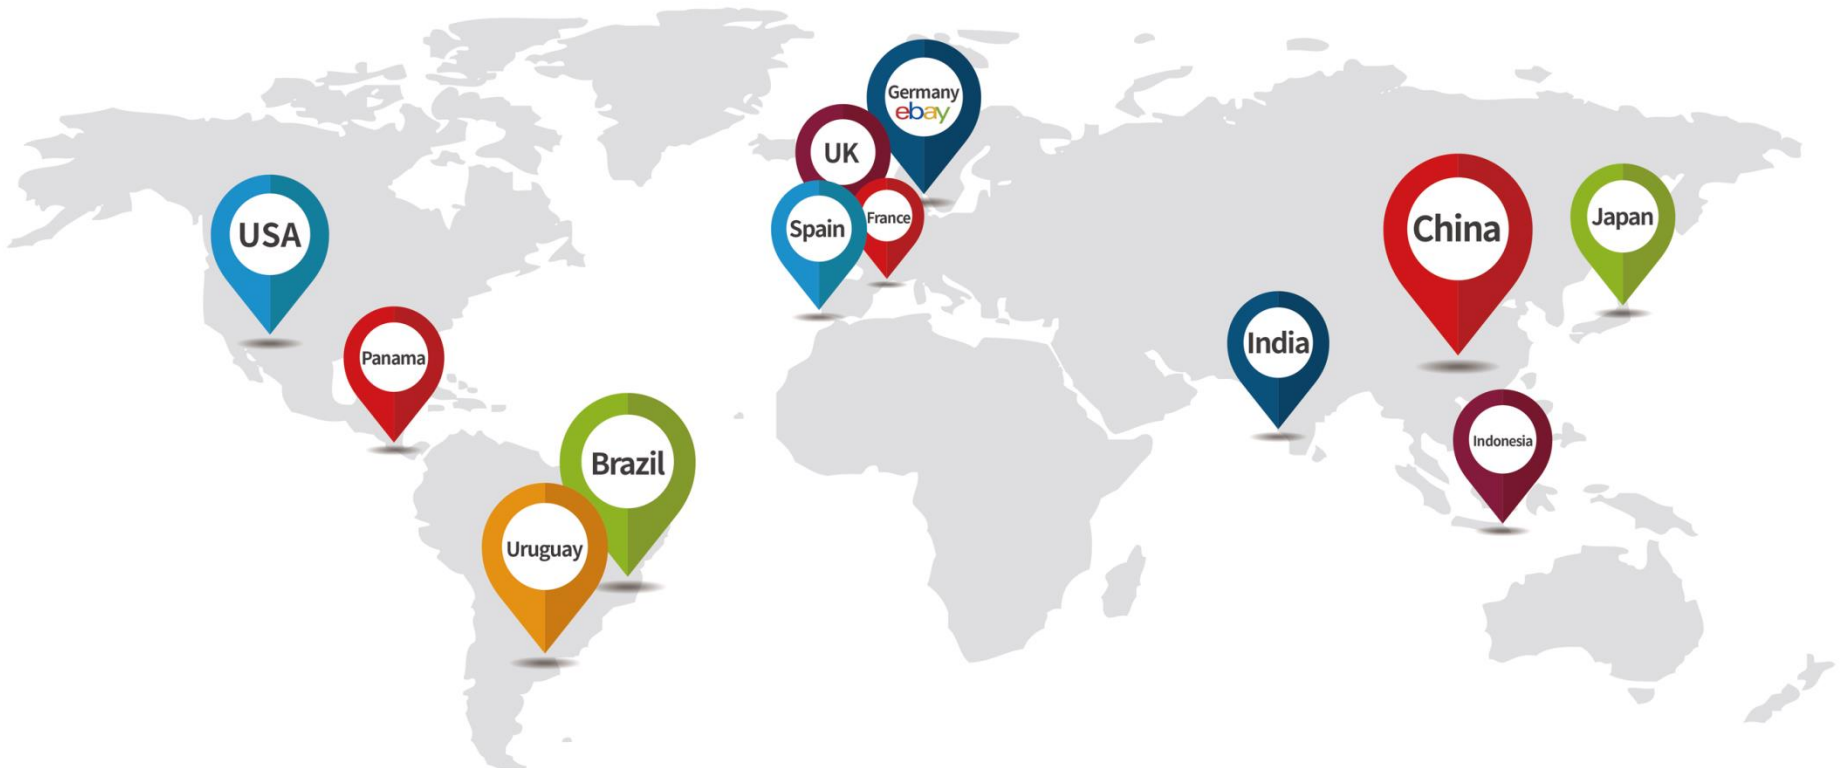 Germany
ebay
UK
USA
Spain
France
China
Japan
Panama
India
Brazil
Indonesia
Uruguay